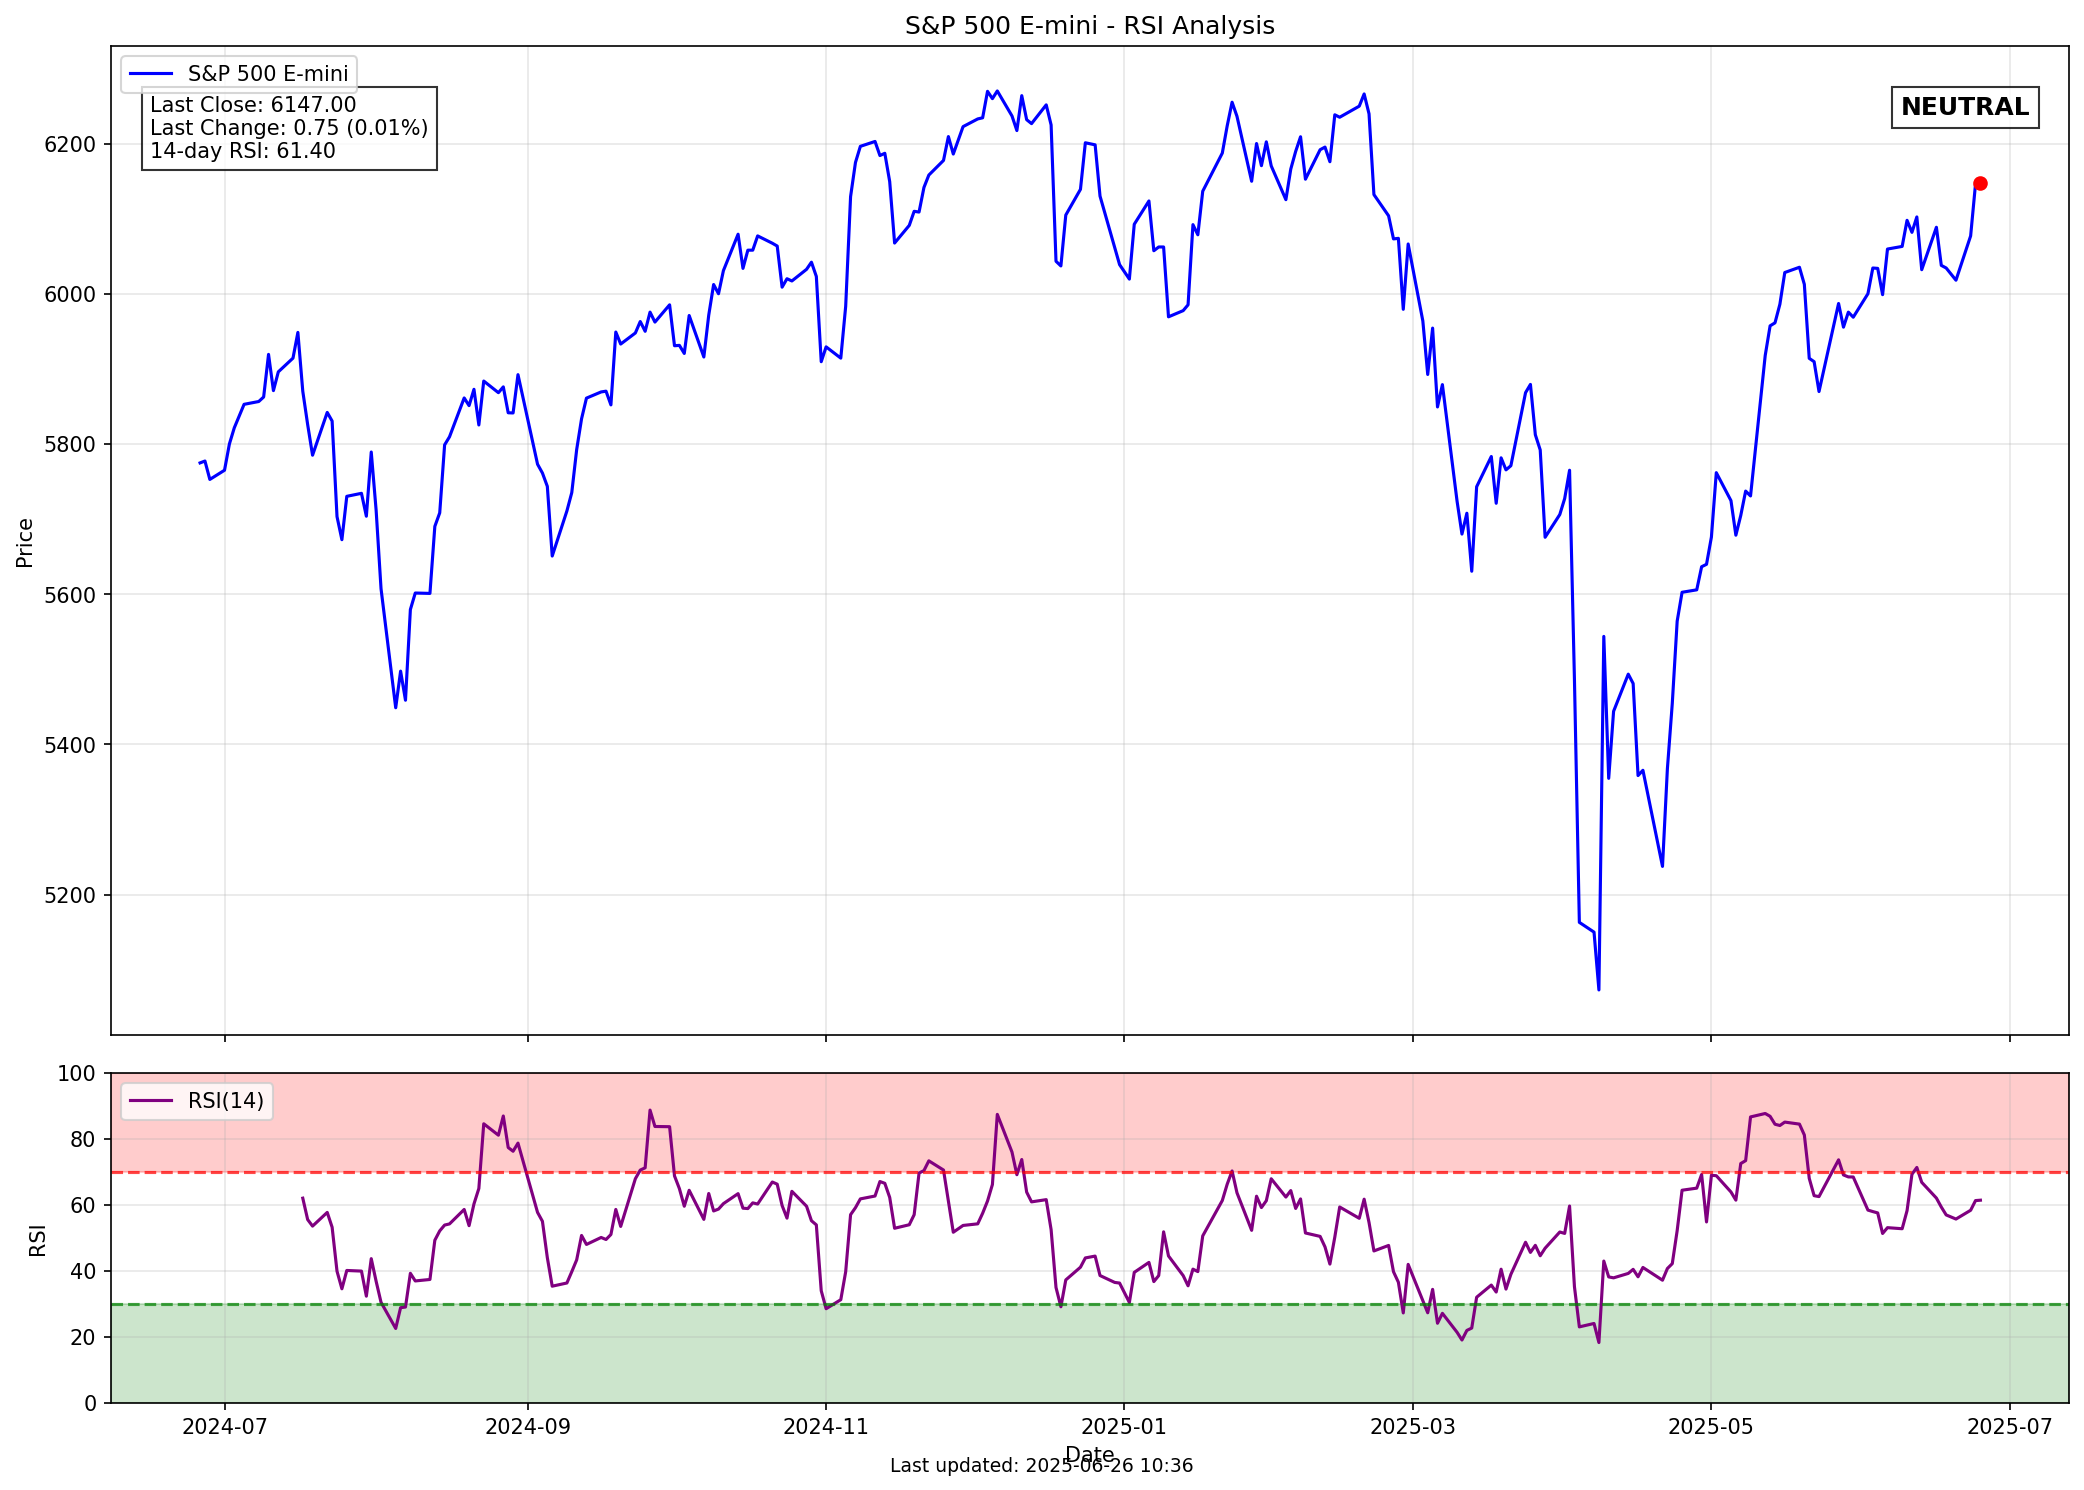 S&P 500 E-mini - RSI Analysis
S&P 500 E-mini
Last Close: 6147.00
Last Change: 0.75 (0.01%)
14-day RSI: 61.40
NEUTRAL
Price
6200
6000
5800
5600
5400
5200
RSI(14)
RSI
100
80
60
40
20
0
2024-07
2024-09
2024-11
2025-01
2025-03
2025-05
2025-07
Date
Last updated: 2025-06-26 10:36